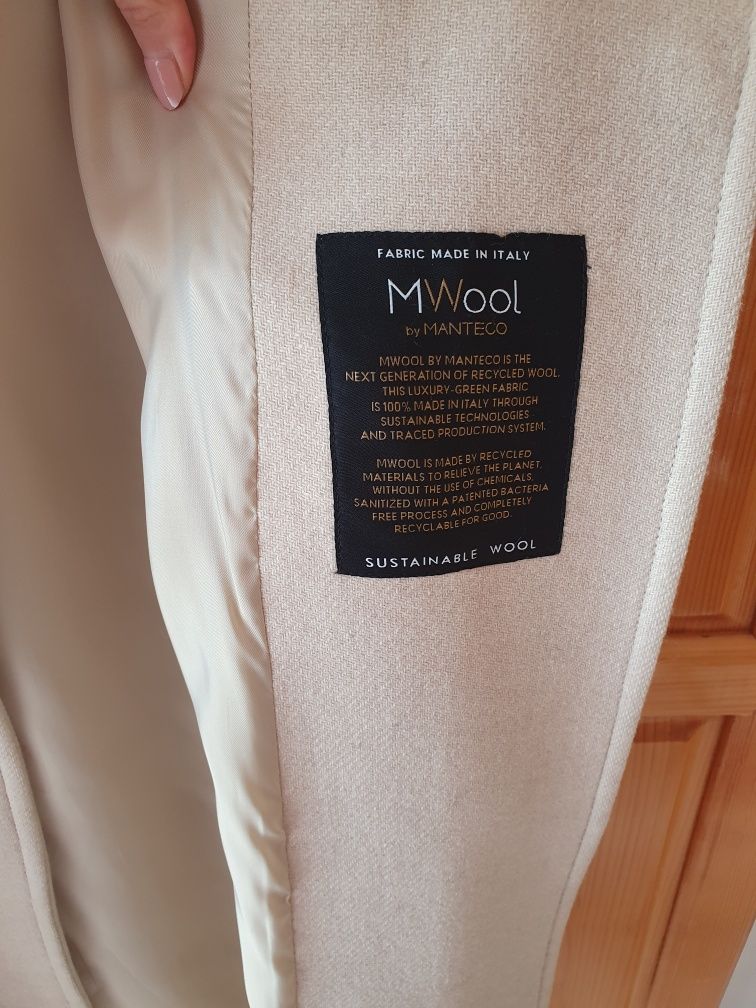 FABRIC MADE IN ITALY
MWool
by MANTECO
MWOOL BY MANTECO IS THE
NEXT GENERATION OF RECYCLED WOOL.
THIS LUXURY-GREEN FABRIC
IS 100% MADE IN ITALY THROUGH
SUSTAINABLE TECHNOLOGIES
AND TRACED PRODUCTION SYSTEM.
MWOOL IS MADE BY RECYCLED
MATERIALS TO RELIEVE THE PLANET,
WITHOUT THE USE OF CHEMICALS,
SANITIZED WITH A PATENTED BACTERIA
FREE PROCESS AND COMPLETELY
RECYCLABLE FOR GOOD.
SUSTAINABLE WOOL